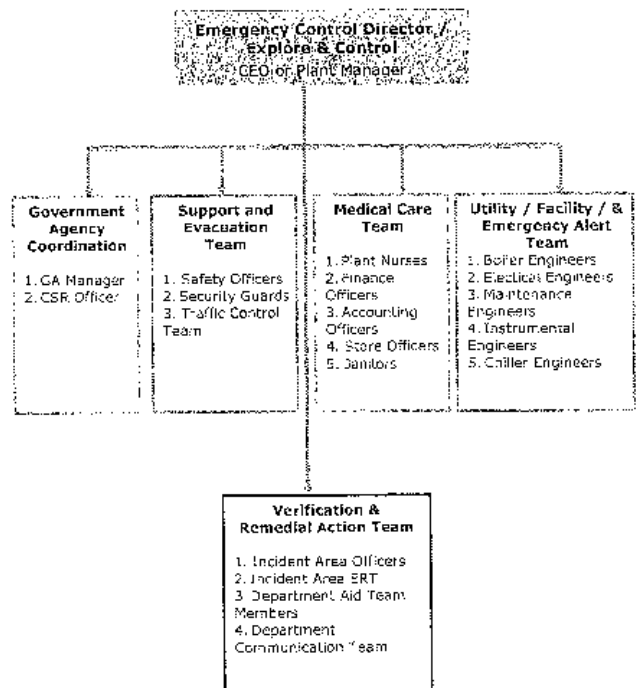 Emergency Control Director /
Explore & Control
CEO or Plant Manager
Government
Agency
Coordination
1. GA Manager
2. CSR Officer
Support and
Evacuation
Team
1. Safety Officers
2. Security Guards
3. Traffic Control
Team
Medical Care
Team
1. Plant Nurses
2. Finance
Officers
3. Accounting
Officers
4. Store Officers
5. Janitors
Utility / Facility / &
Emergency Alert
Team
1. Boiler Engineers
2. Electical Engineers
3. Maintenance
Engineers
4. Instrumental
Engineers
5. Chiller Engineers
Verification &
Remedial Action Team
1. Incident Area Officers
2. Incident Area ERT
3 Department Aid Team
Members
4. Department
Communication Team